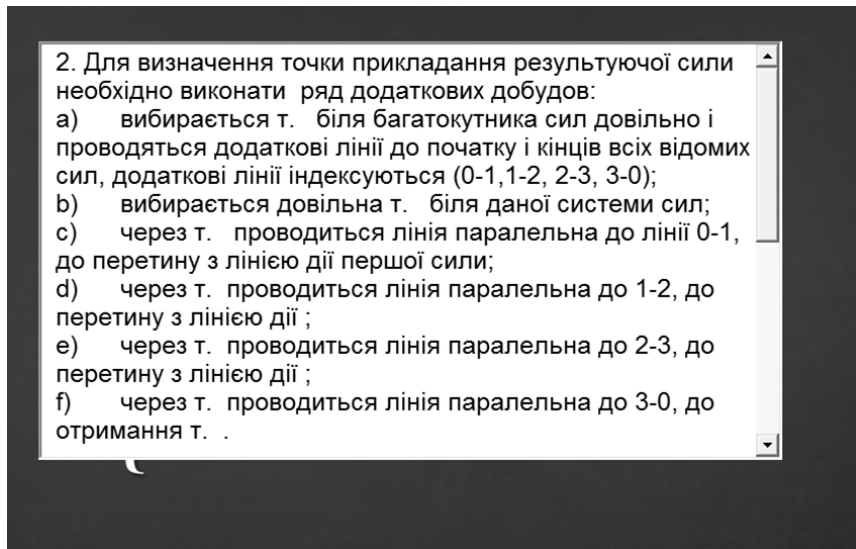 2. Для визначення точки прикладання результуючої сили
необхідно виконати  ряд додаткових добудов:
a)	вибирається т.   біля багатокутника сил довільно і
проводяться додаткові лінії до початку і кінців всіх відомих
сил, додаткові лінії індексуються (0-1,1-2, 2-3, 3-0);
b)	вибирається довільна т.   біля даної системи сил;
c)	через т.   проводиться лінія паралельна до лінії 0-1,
до перетину з лінією дії першої сили;
d)	через т.  проводиться лінія паралельна до 1-2, до
перетину з лінією дії ;
e)	через т.  проводиться лінія паралельна до 2-3, до
перетину з лінією дії ;
f)	через т.  проводиться лінія паралельна до 3-0, до
отримання т.  .